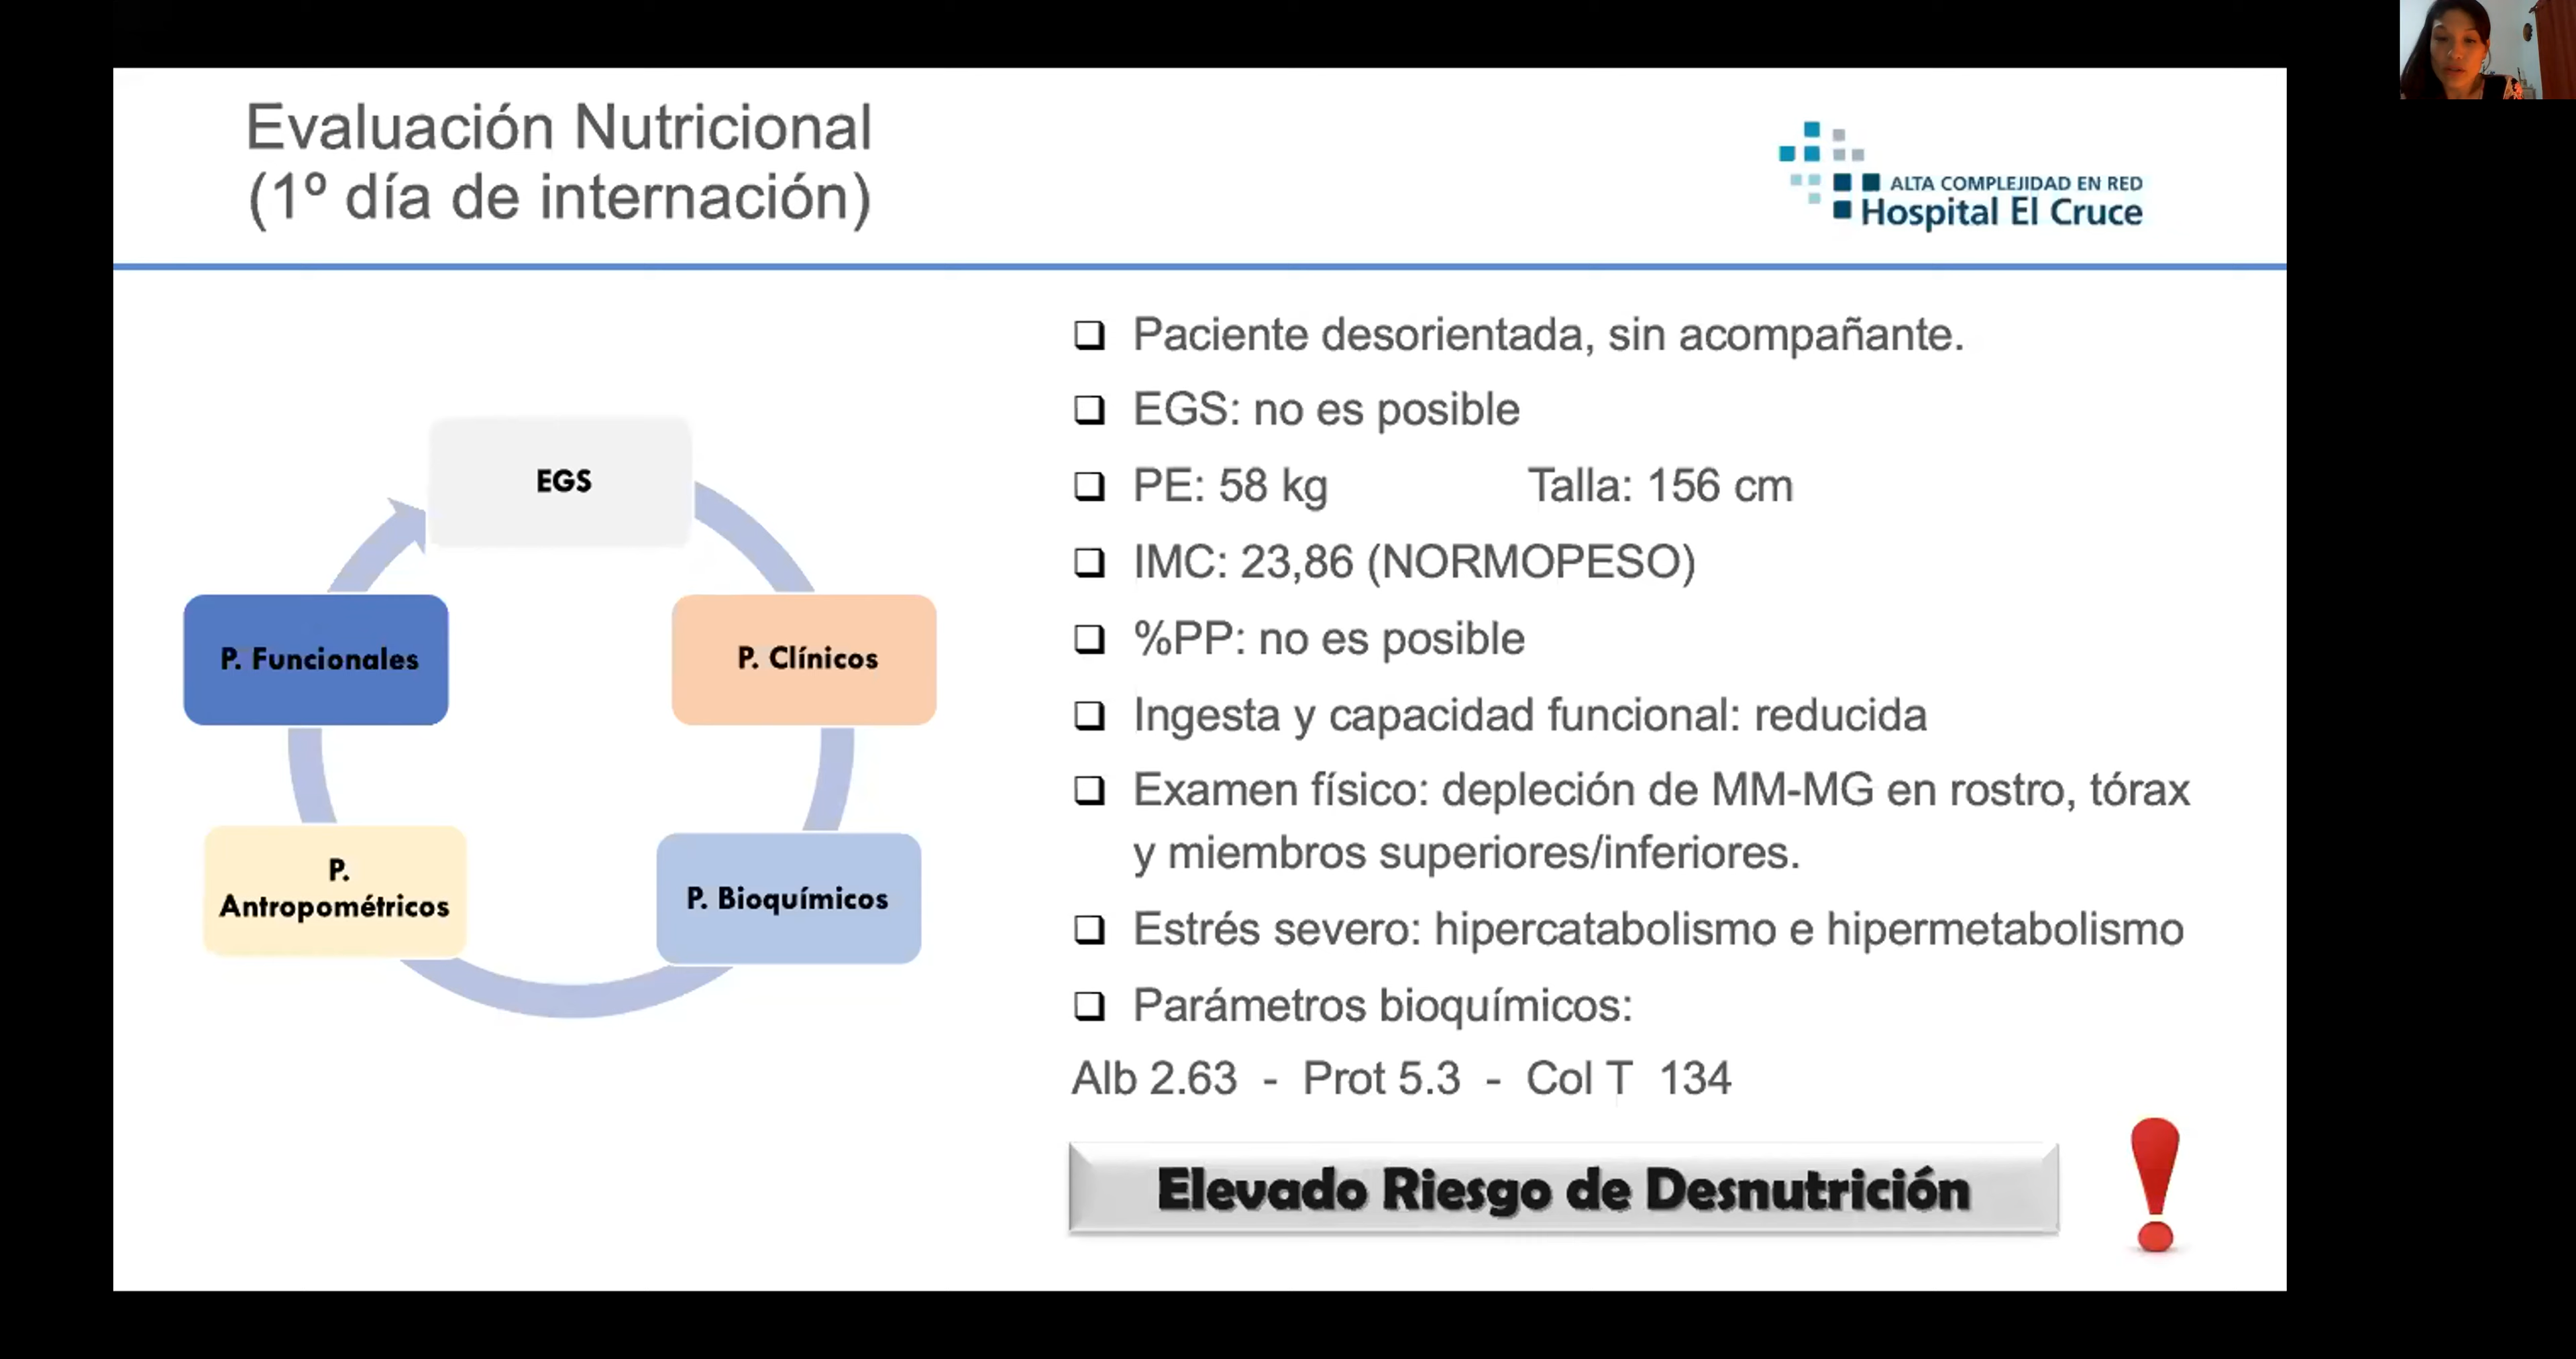 Evaluación Nutricional
(1º día de internación)
ALTA COMPLEJIDAD EN RED
Hospital El Cruce
EGS
P. Funcionales
P. Clínicos
P.
Antropométricos
P. Bioquímicos
Paciente desorientada, sin acompañante.
EGS: no es posible
PE: 58 kg Talla: 156 cm
IMC: 23,86 (NORMOPESO)
%PP: no es posible
Ingesta y capacidad funcional: reducida
Examen físico: depleción de MM-MG en rostro, tórax
y miembros superiores/inferiores.
Estrés severo: hipercatabolismo e hipermetabolismo
Parámetros bioquímicos:
Alb 2.63 - Prot 5.3 - Col T 134
Elevado Riesgo de Desnutrición